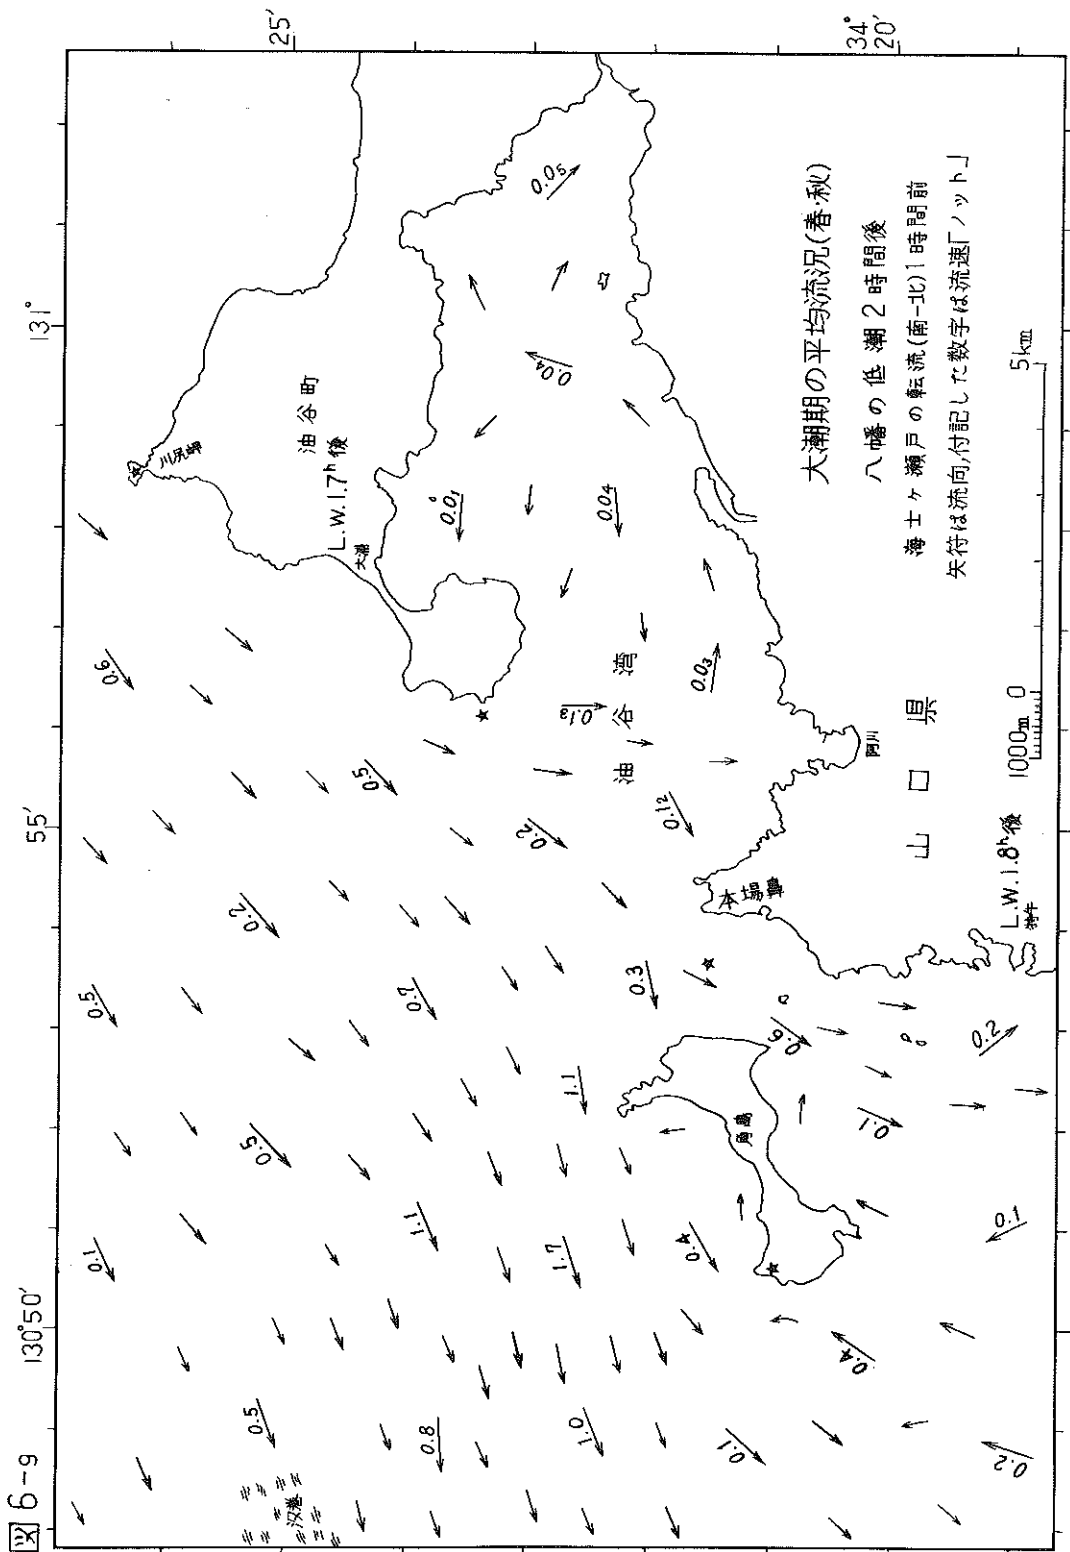 図 6-9
130°50′
55′
131°
25′
34°
20′
川尻岬
油谷町
L.W.1.7ʰ後
大浦
油谷湾
汐巻
角島
本場鼻
阿川
山口県
L.W.1.8ʰ後
特牛
大潮期の平均流況(春・秋)
八幡の低潮2時間後
海士ヶ瀬戸の転流(南-北)1時間前
矢符は流向,付記した数字は流速「ノット」
1000m 0 5km
0.1
0.5
0.2
0.5
0.6
0.5
0.5
0.8
1.1
0.7
0.2
0.5
1.0
1.7
1.1
0.3
0.12
0.13
0.03
0.01
0.04
0.04
0.05
0.1
0.4
0.4
0.6
0.1
0.2
0.1
0.2